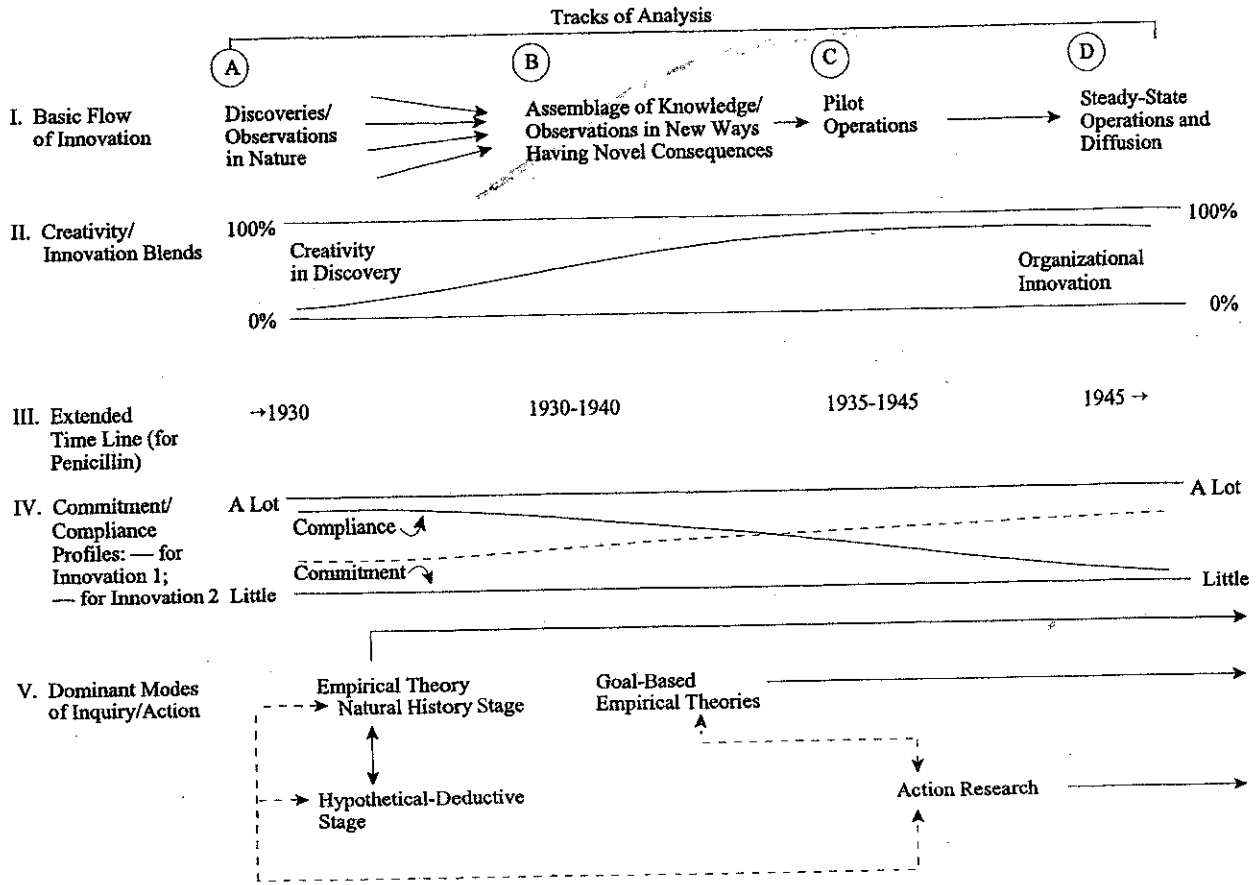 Tracks of Analysis
A
B
C
D
I. Basic Flow
of Innovation
Discoveries/
Observations
in Nature
Assemblage of Knowledge/
Observations in New Ways
Having Novel Consequences
Pilot
Operations
Steady-State
Operations and
Diffusion
II. Creativity/
Innovation Blends
100%
0%
Creativity
in Discovery
Organizational
Innovation
100%
0%
III. Extended
Time Line (for
Penicillin)
→1930
1930-1940
1935-1945
1945 →
IV. Commitment/
Compliance
Profiles: — for
Innovation 1;
— for Innovation 2
A Lot
Little
Compliance
Commitment
A Lot
Little
V. Dominant Modes
of Inquiry/Action
Empirical Theory
Natural History Stage
Hypothetical-Deductive
Stage
Goal-Based
Empirical Theories
Action Research